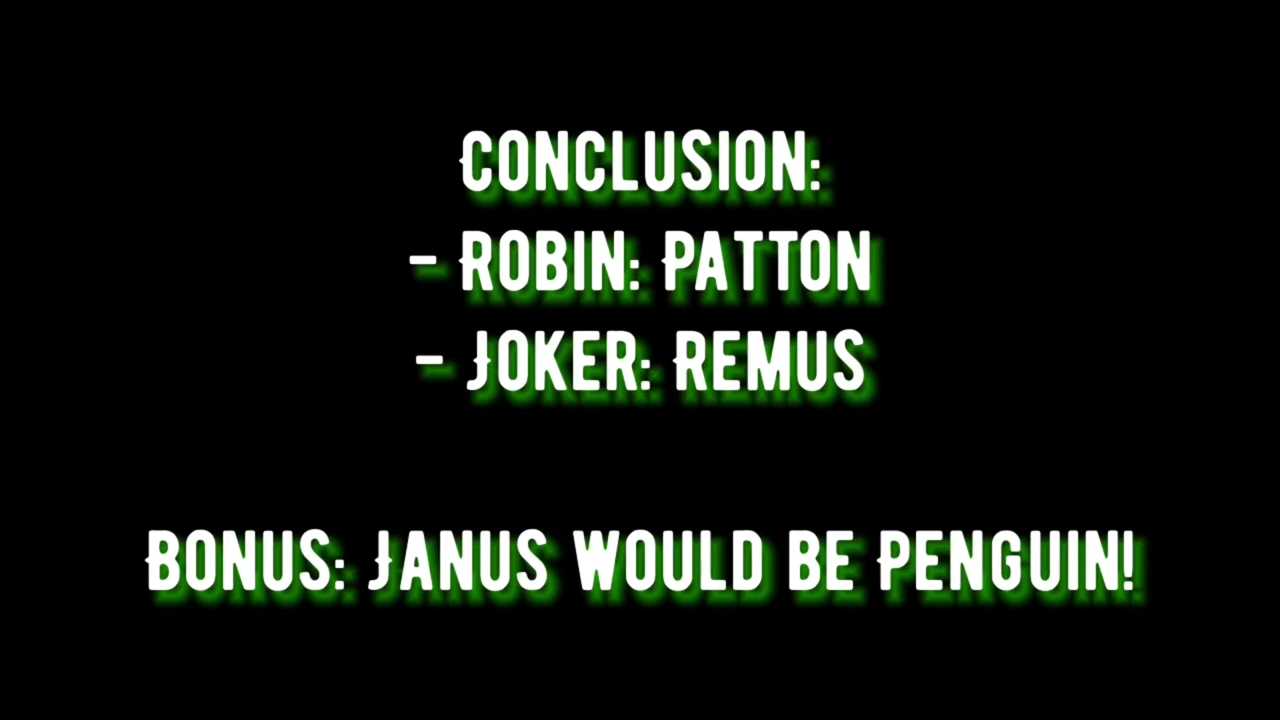 Conclusion:
- Robin: Patton
- Joker: Remus
Bonus: Janus would be Penguin!